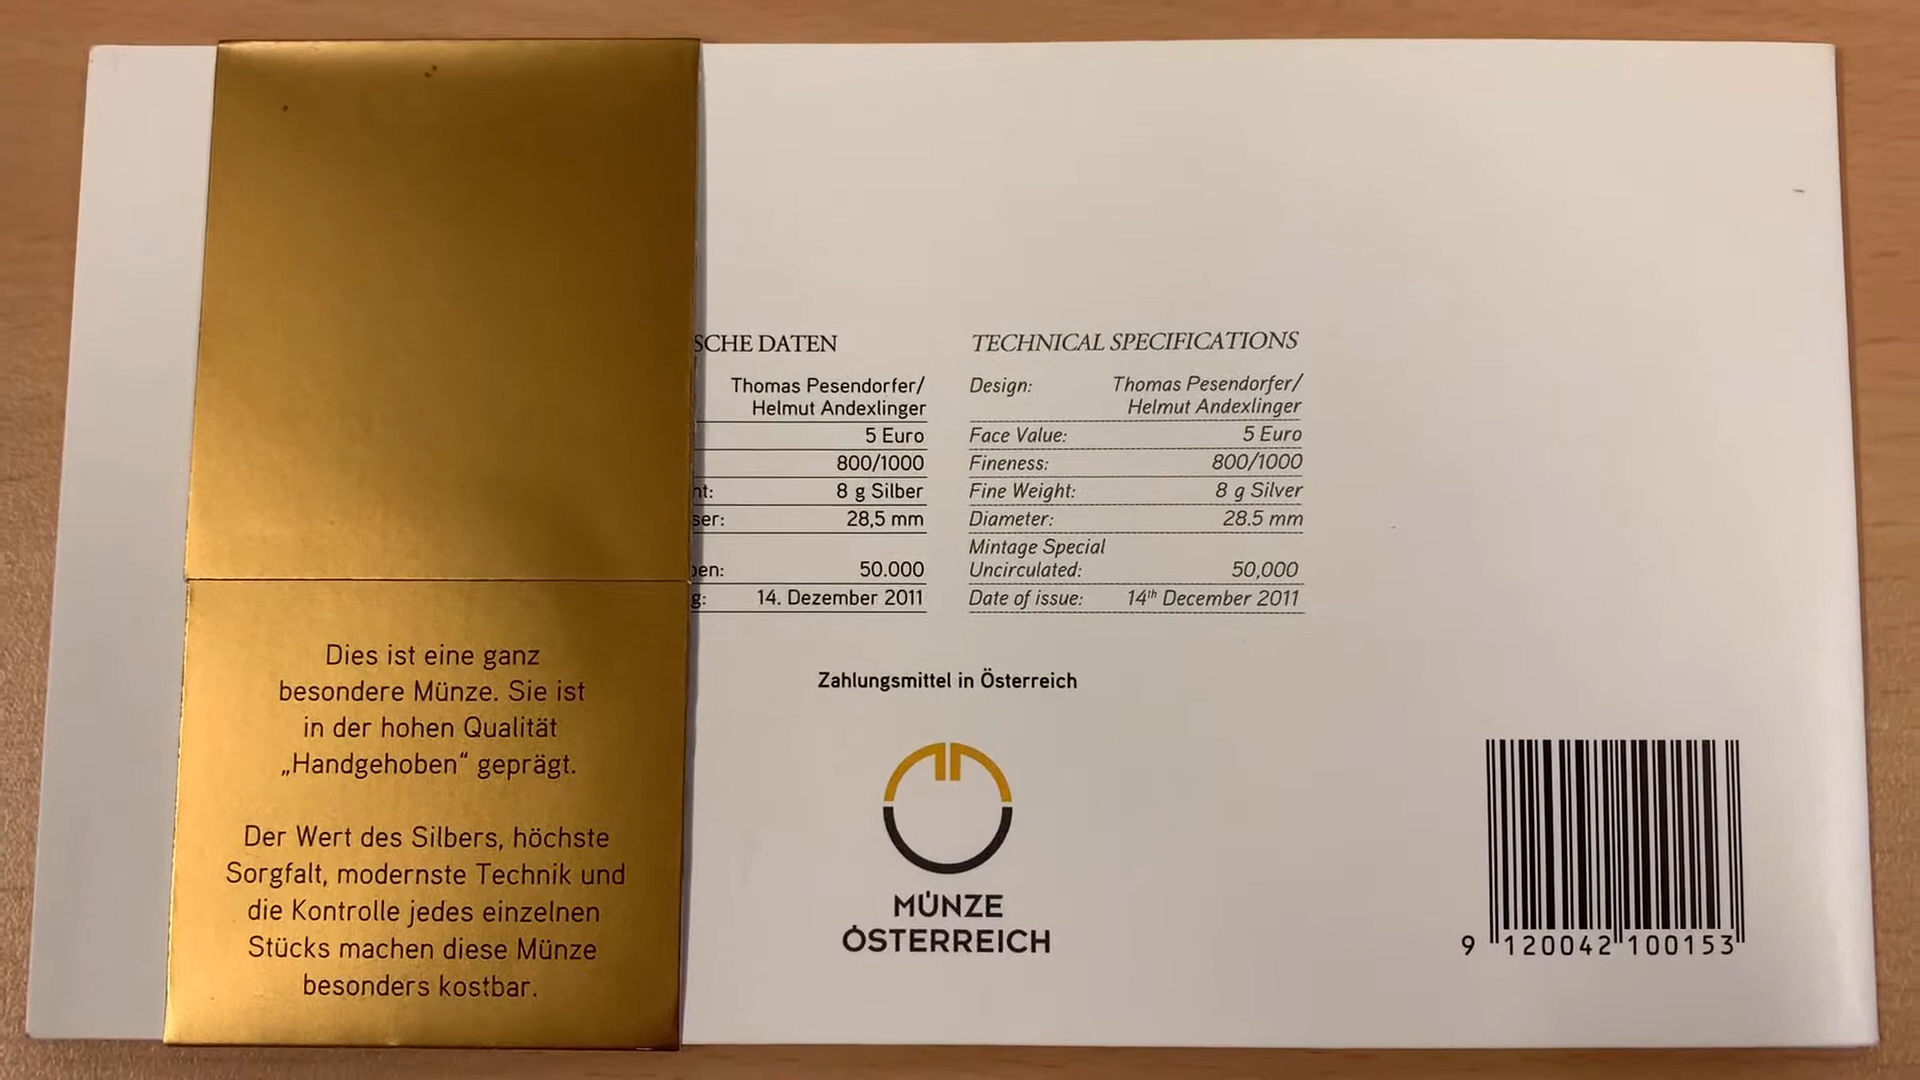 Dies ist eine ganz
besondere Münze. Sie ist
in der hohen Qualität
„Handgehoben“ geprägt.
Der Wert des Silbers, höchste
Sorgfalt, modernste Technik und
die Kontrolle jedes einzelnen
Stücks machen diese Münze
besonders kostbar.
SCHE DATEN
Thomas Pesendorfer/
Helmut Andexlinger
5 Euro
800/1000
nt: 8 g Silber
ser: 28,5 mm
en: 50.000
g: 14. Dezember 2011
TECHNICAL SPECIFICATIONS
Design: Thomas Pesendorfer/
Helmut Andexlinger
Face Value: 5 Euro
Fineness: 800/1000
Fine Weight: 8 g Silver
Diameter: 28.5 mm
Mintage Special
Uncirculated: 50,000
Date of issue: 14th December 2011
Zahlungsmittel in Österreich
MÜNZE
ÖSTERREICH
9 120042 100153